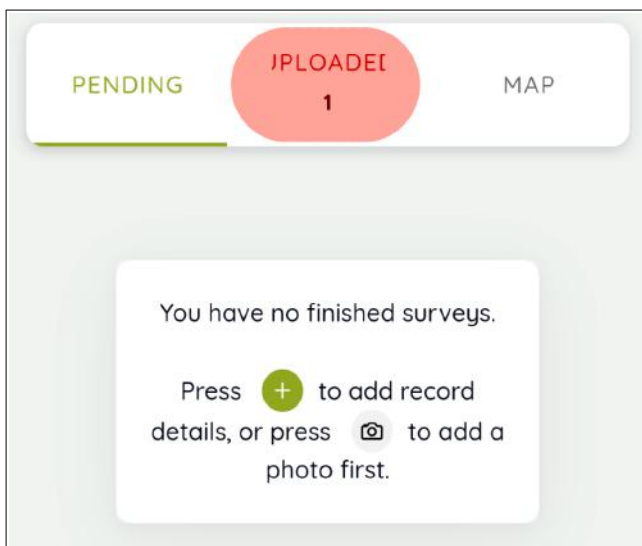 PENDING
UPLOADED
1
MAP
You have no finished surveys.
Press + to add record
details, or press to add a
photo first.